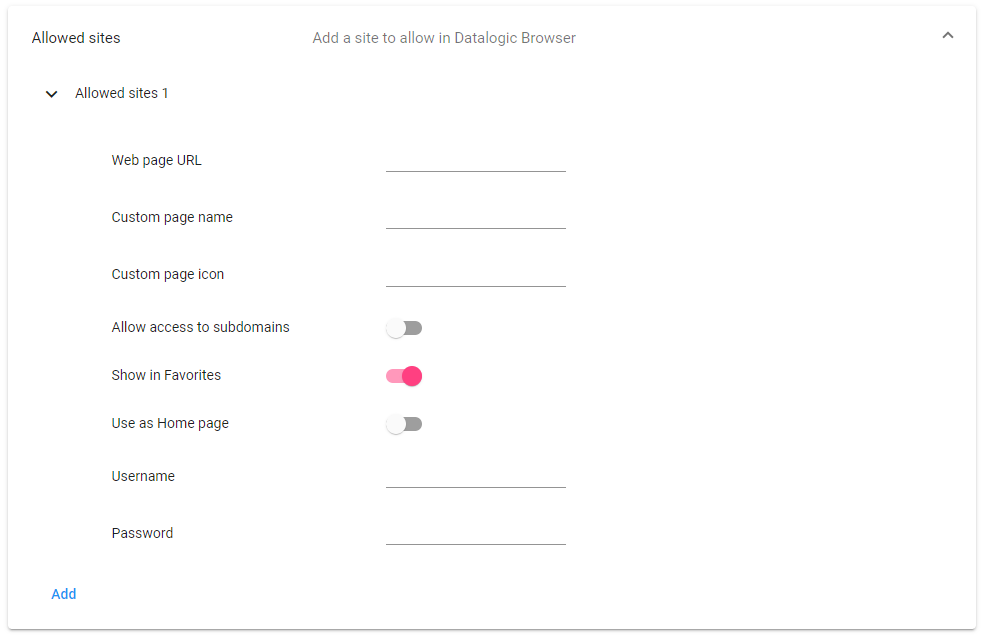 Allowed sites Add a site to allow in Datalogic Browser
Allowed sites 1
Web page URL
Custom page name
Custom page icon
Allow access to subdomains
Show in Favorites
Use as Home page
Username
Password
Add